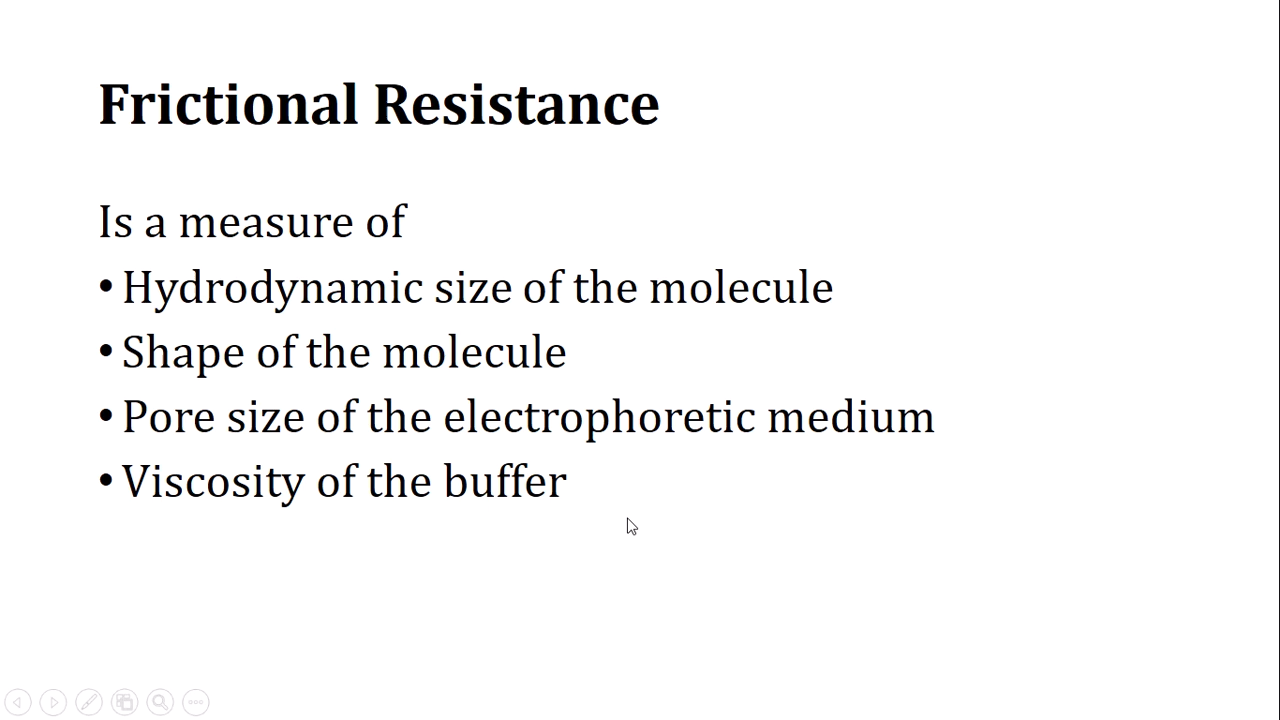 Frictional Resistance
Is a measure of
• Hydrodynamic size of the molecule
• Shape of the molecule
• Pore size of the electrophoretic medium
• Viscosity of the buffer